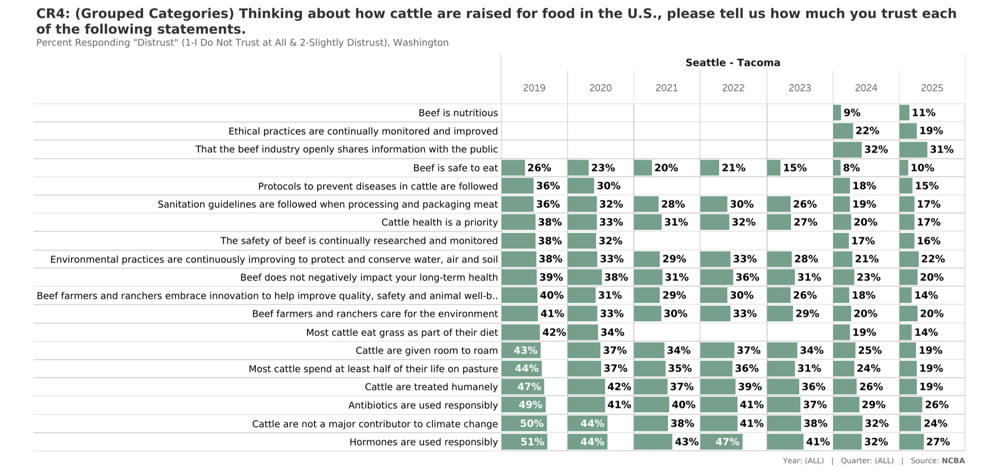 CR4: (Grouped Categories) Thinking about how cattle are raised for food in the U.S., please tell us how much you trust each
of the following statements.
Percent Responding "Distrust" (1-I Do Not Trust at All & 2-Slightly Distrust), Washington
Seattle - Tacoma
2019 2020 2021 2022 2023 2024 2025
Beef is nutritious 9% 11%
Ethical practices are continually monitored and improved 22% 19%
That the beef industry openly shares information with the public 32% 31%
Beef is safe to eat 26% 23% 20% 21% 15% 8% 10%
Protocols to prevent diseases in cattle are followed 36% 30% 18% 15%
Sanitation guidelines are followed when processing and packaging meat 36% 32% 28% 30% 26% 19% 17%
Cattle health is a priority 38% 33% 31% 32% 27% 20% 17%
The safety of beef is continually researched and monitored 38% 32% 17% 16%
Environmental practices are continuously improving to protect and conserve water, air and soil 38% 33% 29% 33% 28% 21% 22%
Beef does not negatively impact your long-term health 39% 38% 31% 36% 31% 23% 20%
Beef farmers and ranchers embrace innovation to help improve quality, safety and animal well-b.. 40% 31% 29% 30% 26% 18% 14%
Beef farmers and ranchers care for the environment 41% 33% 30% 33% 29% 20% 20%
Most cattle eat grass as part of their diet 42% 34% 19% 14%
Cattle are given room to roam 43% 37% 34% 37% 34% 25% 19%
Most cattle spend at least half of their life on pasture 44% 37% 35% 36% 31% 24% 19%
Cattle are treated humanely 47% 42% 37% 39% 36% 26% 19%
Antibiotics are used responsibly 49% 41% 40% 41% 37% 29% 26%
Cattle are not a major contributor to climate change 50% 44% 38% 41% 38% 32% 24%
Hormones are used responsibly 51% 44% 43% 47% 41% 32% 27%
Year: (ALL) | Quarter: (ALL) | Source: NCBA